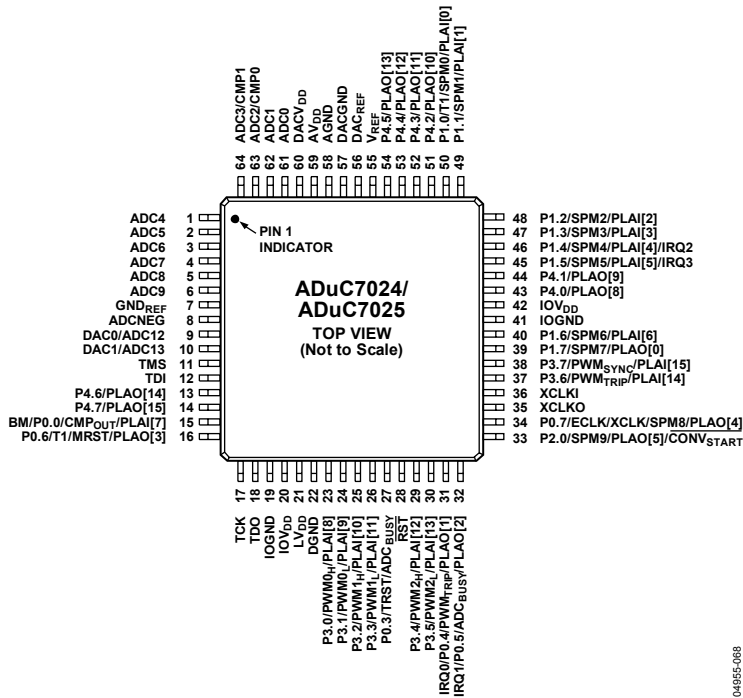 64 ADC3/CMP1
63 ADC2/CMP0
62 ADC1
61 ADC0
60 DACVDD
59 AVDD
58 AGND
57 DACGND
56 DACREF
55 VREF
54 P4.5/PLAO[13]
53 P4.4/PLAO[12]
52 P4.3/PLAO[11]
51 P4.2/PLAO[10]
50 P1.0/T1/SPM0/PLAI[0]
49 P1.1/SPM1/PLAI[1]
ADC4 1
ADC5 2
ADC6 3
ADC7 4
ADC8 5
ADC9 6
GNDREF 7
ADCNEG 8
DAC0/ADC12 9
DAC1/ADC13 10
TMS 11
TDI 12
P4.6/PLAO[14] 13
P4.7/PLAO[15] 14
BM/P0.0/CMPOUT/PLAI[7] 15
P0.6/T1/MRST/PLAO[3] 16
PIN 1
INDICATOR
ADuC7024/
ADuC7025
TOP VIEW
(Not to Scale)
48 P1.2/SPM2/PLAI[2]
47 P1.3/SPM3/PLAI[3]
46 P1.4/SPM4/PLAI[4]/IRQ2
45 P1.5/SPM5/PLAI[5]/IRQ3
44 P4.1/PLAO[9]
43 P4.0/PLAO[8]
42 IOVDD
41 IOGND
40 P1.6/SPM6/PLAI[6]
39 P1.7/SPM7/PLAO[0]
38 P3.7/PWMSYNC/PLAI[15]
37 P3.6/PWMTRIP/PLAI[14]
36 XCLKI
35 XCLKO
34 P0.7/ECLK/XCLK/SPM8/PLAO[4]
33 P2.0/SPM9/PLAO[5]/CONVSTART
TCK 17
TDO 18
IOGND 19
IOVDD 20
LVDD 21
DGND 22
P3.0/PWM0H/PLAI[8] 23
P3.1/PWM0L/PLAI[9] 24
P3.2/PWM1H/PLAI[10] 25
P3.3/PWM1L/PLAI[11] 26
P0.3/TRST/ADCBUSY 27
RST 28
P3.4/PWM2H/PLAI[12] 29
P3.5/PWM2L/PLAI[13] 30
IRQ0/P0.4/PWMTRIP/PLAO[1] 31
IRQ1/P0.5/ADCBUSY/PLAO[2] 32
04955-068